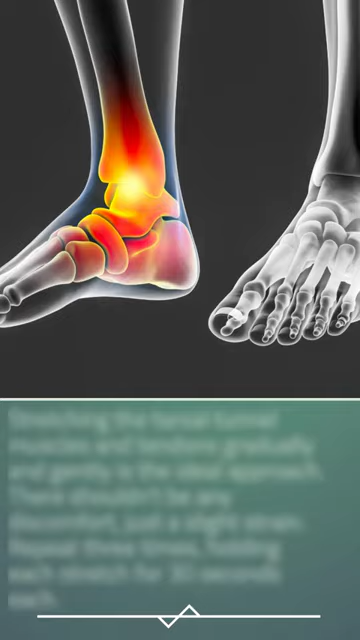 Stretching the tarsal tunnel
muscles and tendons gradually
and gently is the ideal approach.
There shouldn't be any
discomfort, just a slight strain.
Repeat three times, holding
each stretch for 30 seconds
each.